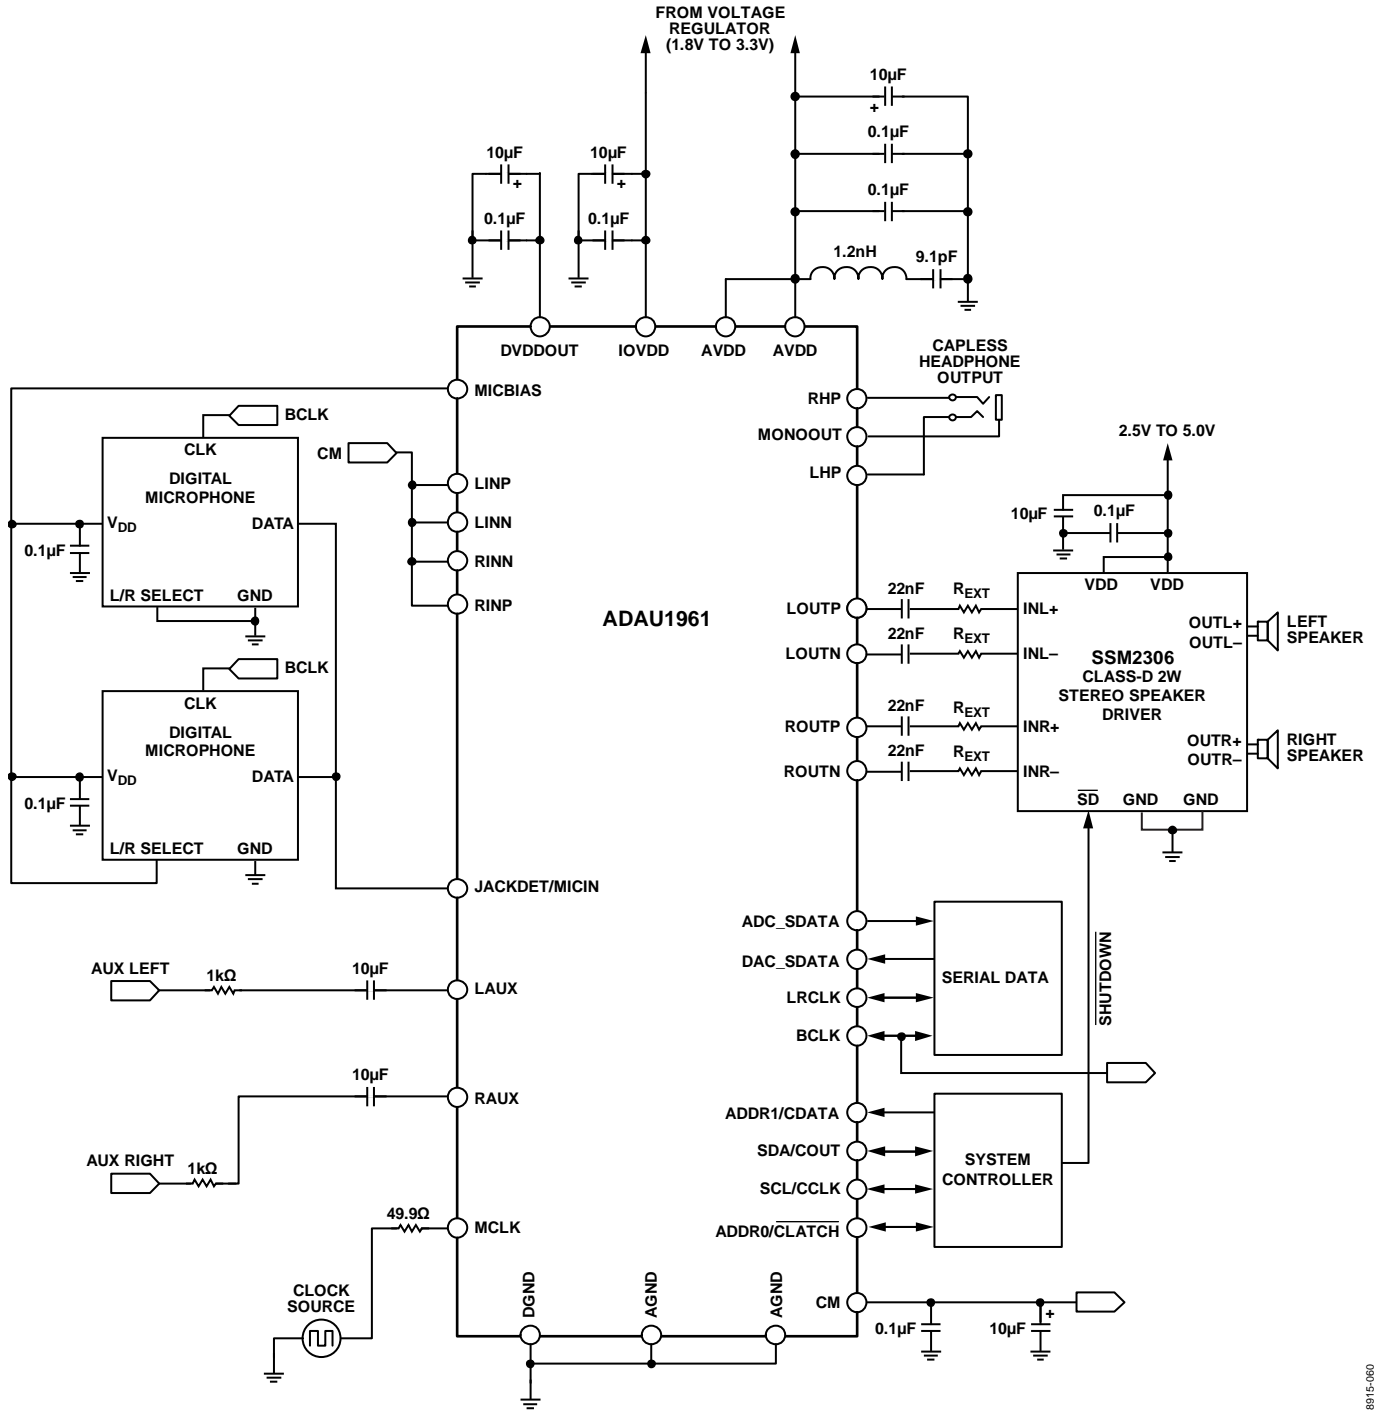 FROM VOLTAGE
REGULATOR
(1.8V TO 3.3V)
10µF
+
0.1µF
0.1µF
10µF
+
10µF
+
0.1µF
0.1µF
1.2nH
9.1pF
DVDDOUT
IOVDD
AVDD
AVDD
CAPLESS
HEADPHONE
OUTPUT
MICBIAS
RHP
MONOOUT
LHP
BCLK
CLK
DIGITAL
MICROPHONE
VDD
DATA
0.1µF
L/R SELECT
GND
CM
LINP
LINN
RINN
RINP
2.5V TO 5.0V
10µF
0.1µF
VDD
VDD
ADAU1961
LOUTP
22nF
REXT
INL+
LOUTN
22nF
REXT
INL–
ROUTP
22nF
REXT
INR+
ROUTN
22nF
REXT
INR–
SSM2306
CLASS-D 2W
STEREO SPEAKER
DRIVER
OUTL+
OUTL–
LEFT
SPEAKER
OUTR+
OUTR–
RIGHT
SPEAKER
SD
GND
GND
BCLK
CLK
DIGITAL
MICROPHONE
VDD
DATA
0.1µF
L/R SELECT
GND
JACKDET/MICIN
ADC_SDATA
DAC_SDATA
LRCLK
BCLK
SERIAL DATA
SHUTDOWN
AUX LEFT
1kΩ
10µF
LAUX
10µF
RAUX
AUX RIGHT
1kΩ
ADDR1/CDATA
SDA/COUT
SCL/CCLK
ADDR0/CLATCH
SYSTEM
CONTROLLER
49.9Ω
MCLK
CLOCK
SOURCE
DGND
AGND
AGND
CM
0.1µF
10µF
+
8915-060